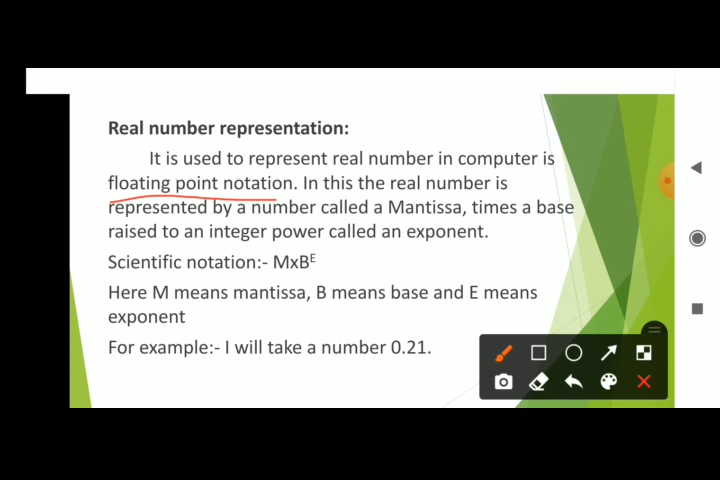 Real number representation:
It is used to represent real number in computer is
floating point notation. In this the real number is
represented by a number called a Mantissa, times a base
raised to an integer power called an exponent.
Scientific notation:- MxBᴱ
Here M means mantissa, B means base and E means
exponent
For example:- I will take a number 0.21.